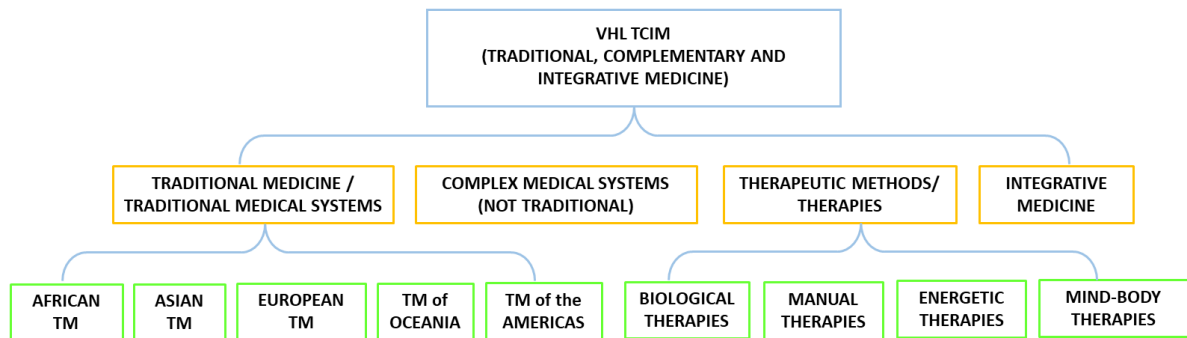 VHL TCIM
(TRADITIONAL, COMPLEMENTARY AND
INTEGRATIVE MEDICINE)
TRADITIONAL MEDICINE /
TRADITIONAL MEDICAL SYSTEMS
COMPLEX MEDICAL SYSTEMS
(NOT TRADITIONAL)
THERAPEUTIC METHODS/
THERAPIES
INTEGRATIVE
MEDICINE
AFRICAN
TM
ASIAN
TM
EUROPEAN
TM
TM of
OCEANIA
TM of the
AMERICAS
BIOLOGICAL
THERAPIES
MANUAL
THERAPIES
ENERGETIC
THERAPIES
MIND-BODY
THERAPIES